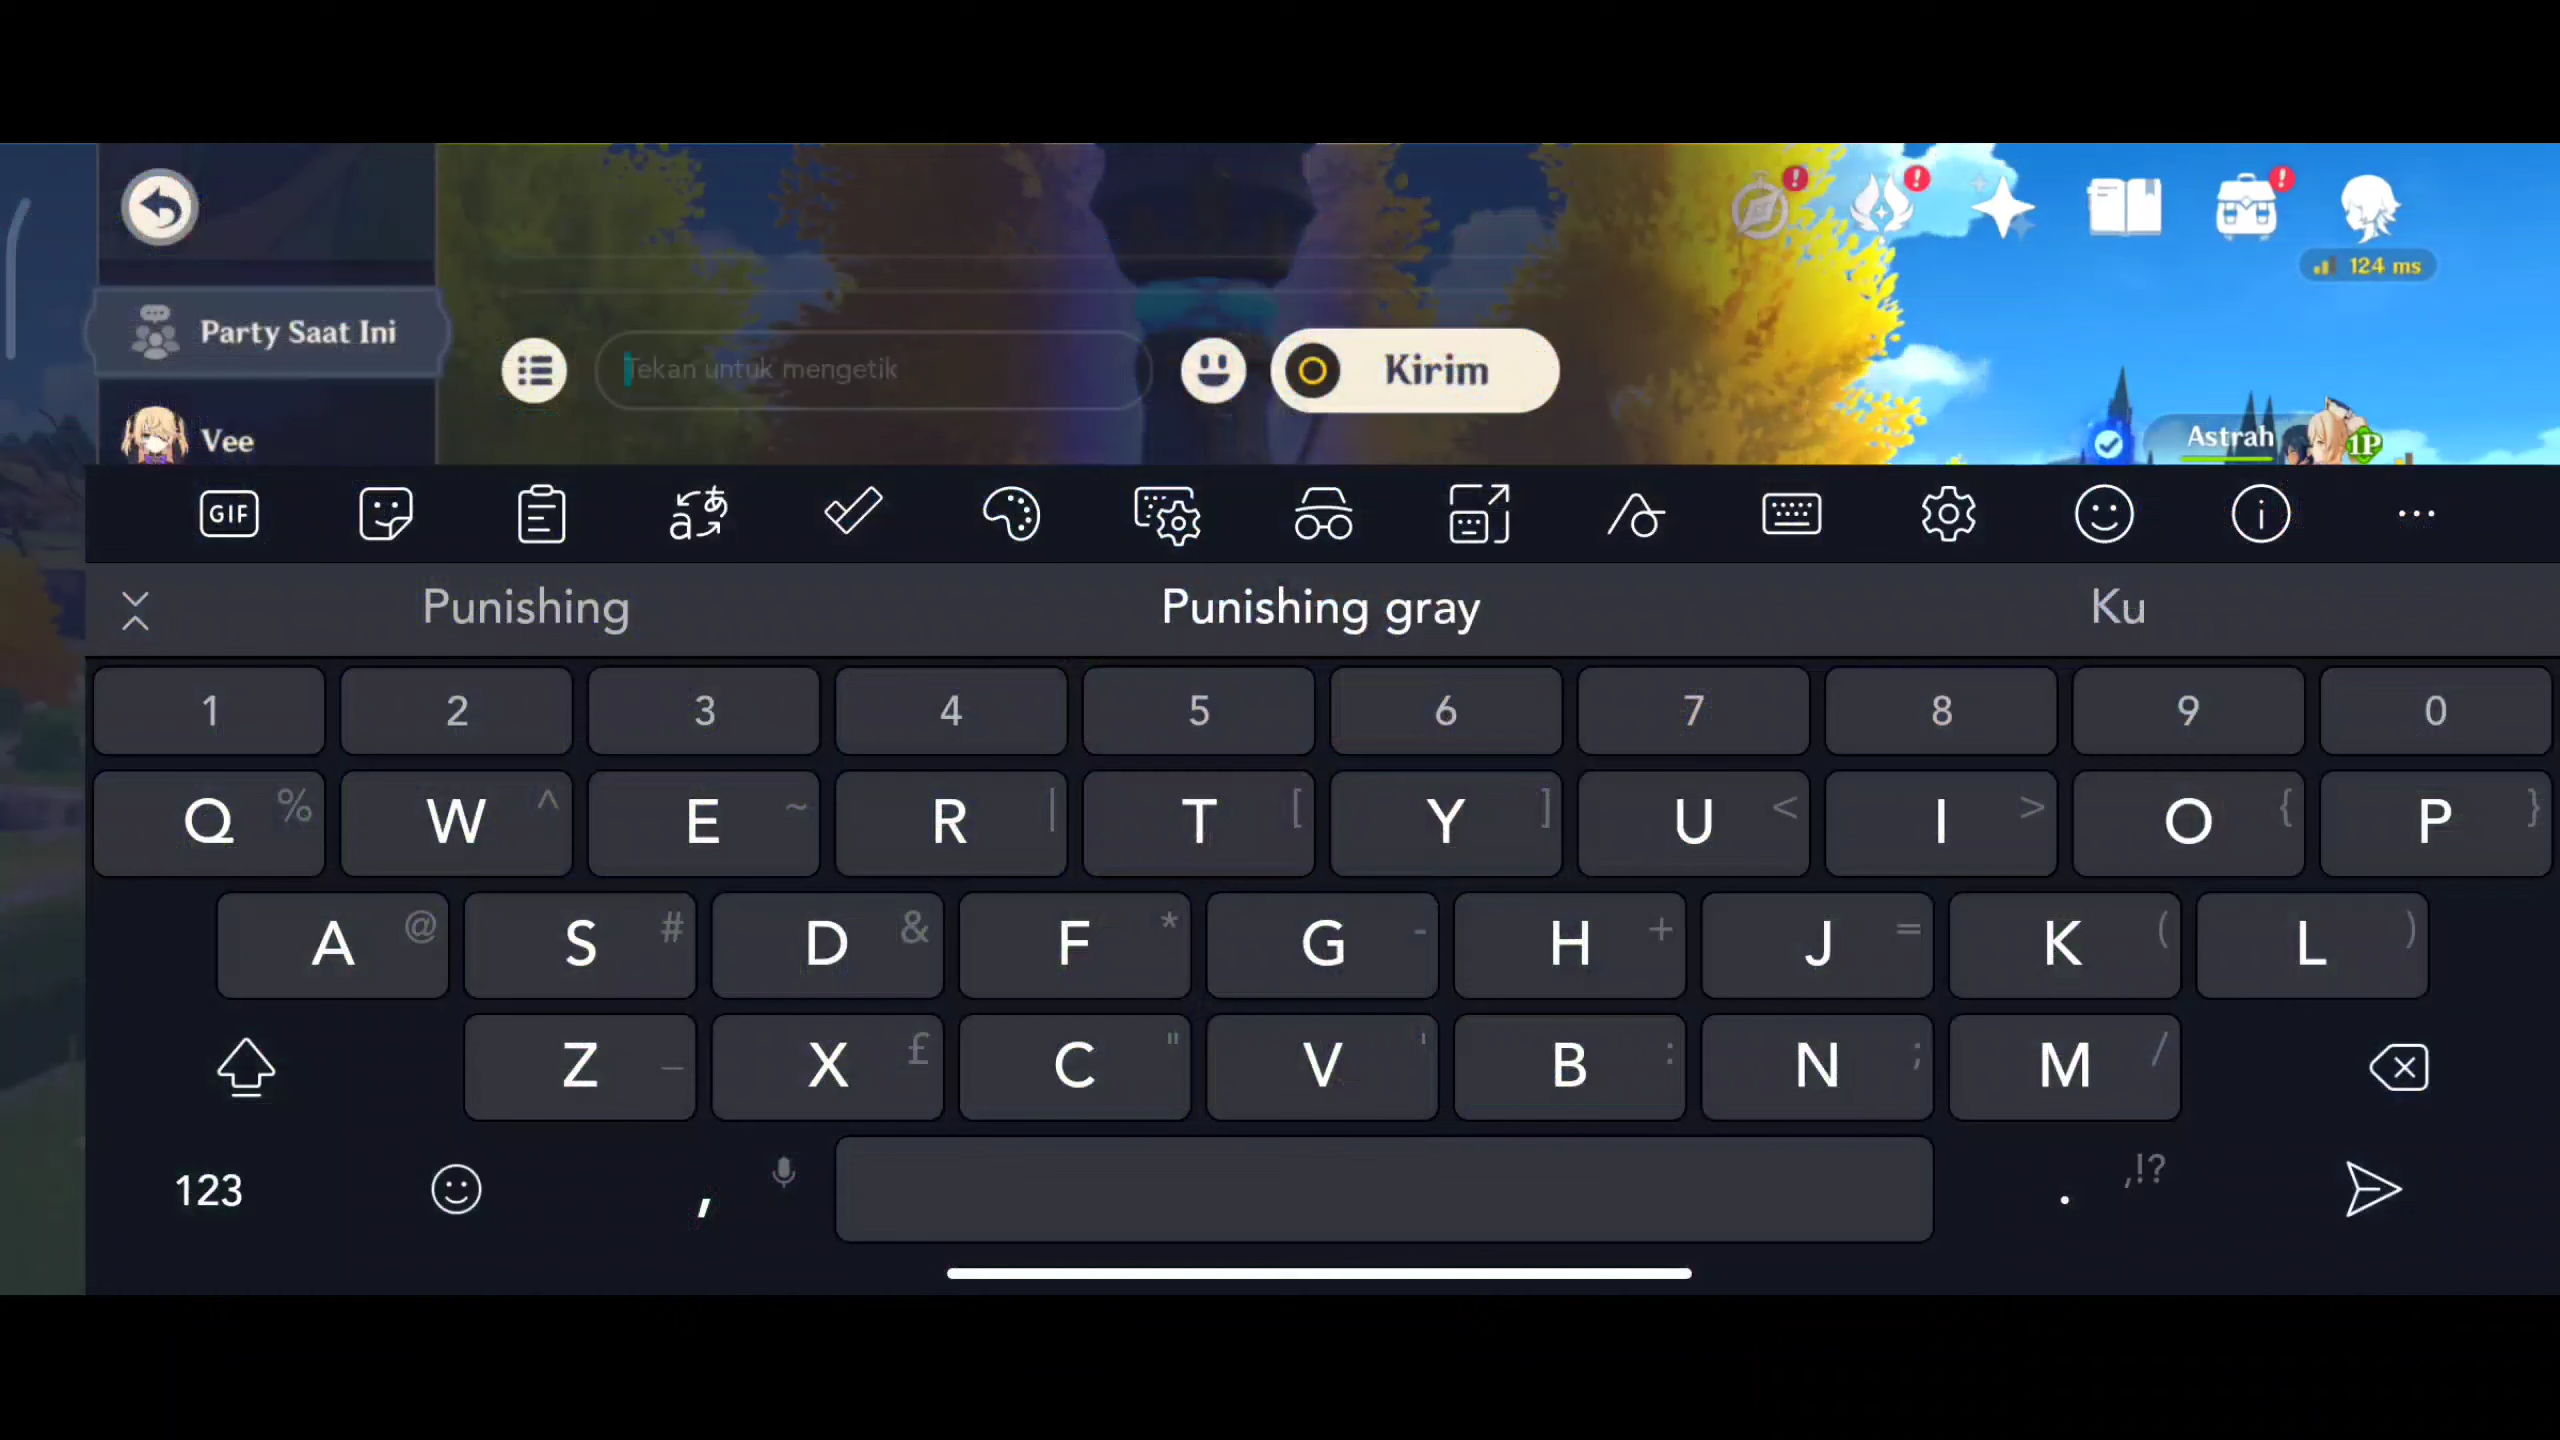 124 ms
Party Saat Ini
Tekan untuk mengetik
Kirim
Vee
Astrah
1P
GIF
Punishing
Punishing gray
Ku
1 2 3 4 5 6 7 8 9 0
Q % W ^ E ~ R | T [ Y ] U < I > O { P }
A @ S # D & F * G - H + J = K ( L )
Z _ X £ C " V ' B : N ; M /
123 , . ,!?